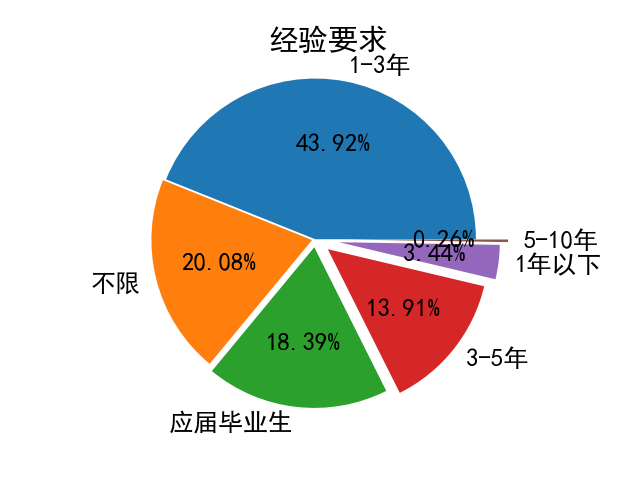 经验要求
1-3年
43.92%
不限
20.08%
应届毕业生
18.39%
3-5年
13.91%
1年以下
3.44%
5-10年
0.26%